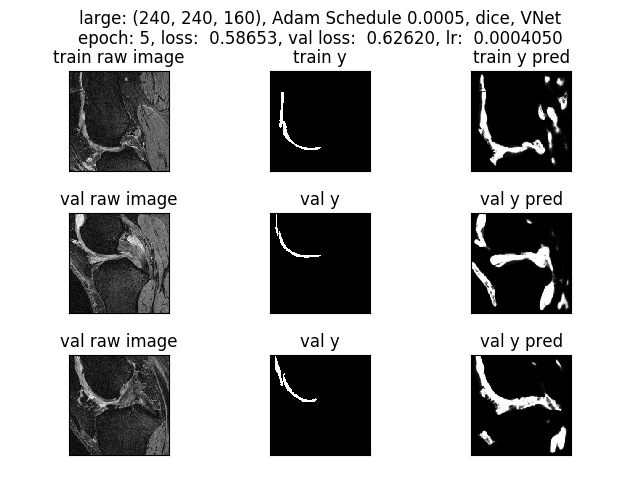 large: (240, 240, 160), Adam Schedule 0.0005, dice, VNet
epoch: 5, loss:  0.58653, val loss:  0.62620, lr:  0.0004050
train raw image
train y
train y pred
val raw image
val y
val y pred
val raw image
val y
val y pred